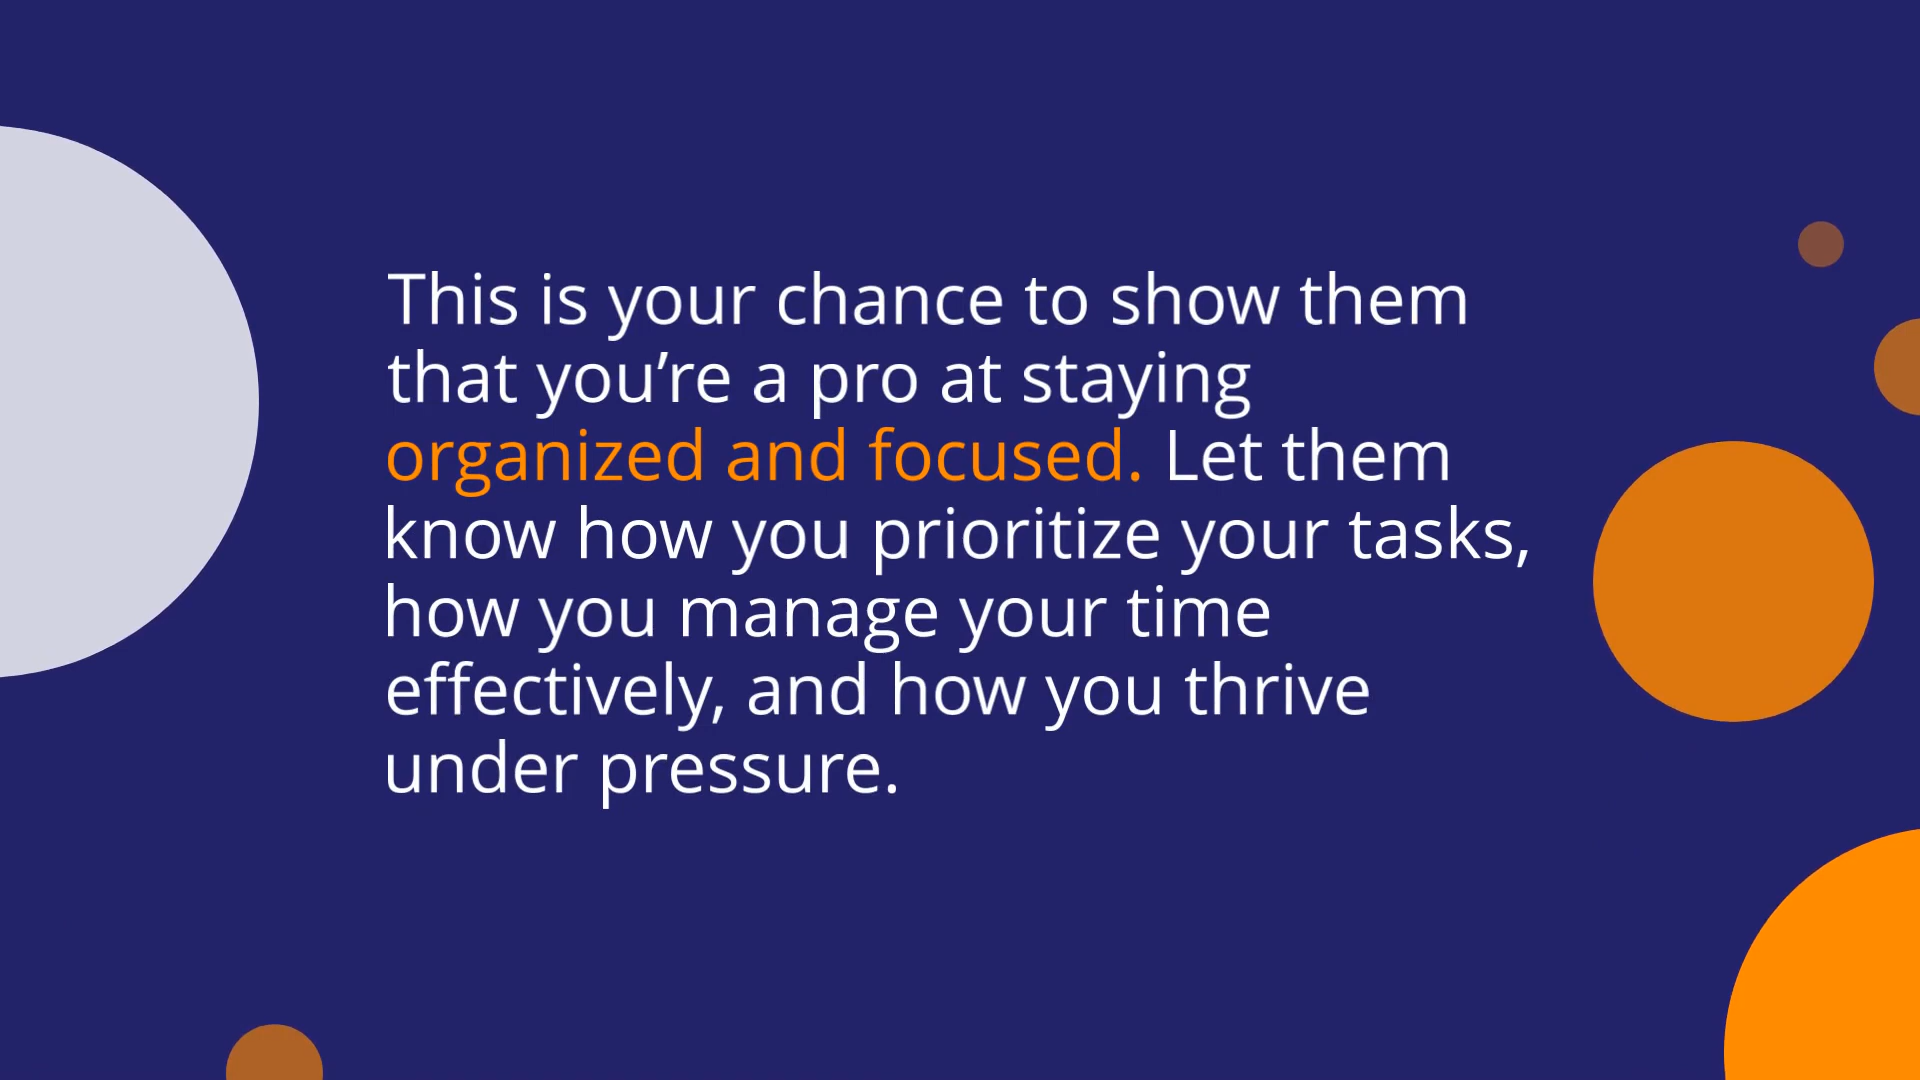 This is your chance to show them
that you’re a pro at staying
organized and focused. Let them
know how you prioritize your tasks,
how you manage your time
effectively, and how you thrive
under pressure.